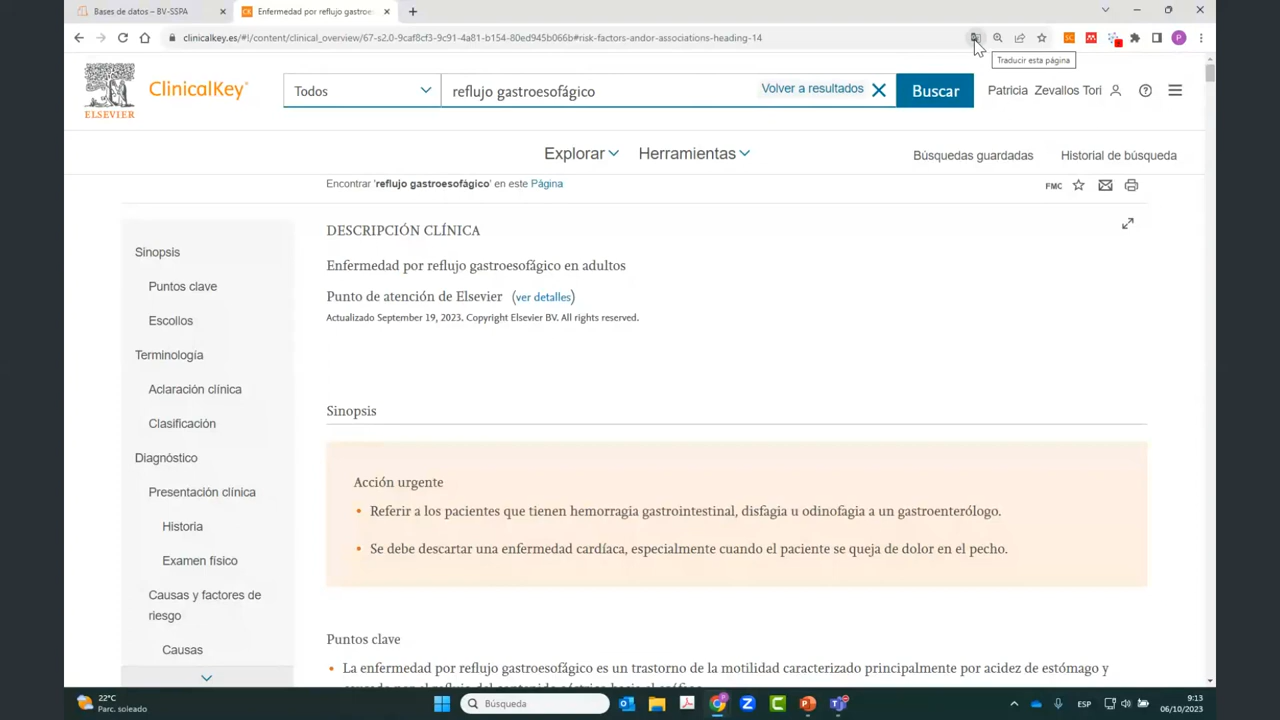 Bases de datos – BV-SSPA
Enfermedad por reflujo gastroes
clinicalkey.es/#!/content/clinical_overview/67-s2.0-9caf8cf3-9c91-4a81-b154-80ed945b066b#risk-factors-andor-associations-heading-14
Traducir esta página
ELSEVIER
ClinicalKey®
Todos
reflujo gastroesofágico
Volver a resultados
Buscar
Patricia Zevallos Tori
Explorar
Herramientas
Búsquedas guardadas
Historial de búsqueda
Encontrar 'reflujo gastroesofágico' en este Página
FMC
Sinopsis
Puntos clave
Escollos
Terminología
Aclaración clínica
Clasificación
Diagnóstico
Presentación clínica
Historia
Examen físico
Causas y factores de
riesgo
Causas
DESCRIPCIÓN CLÍNICA
Enfermedad por reflujo gastroesofágico en adultos
Punto de atención de Elsevier (ver detalles)
Actualizado September 19, 2023. Copyright Elsevier BV. All rights reserved.
Sinopsis
Acción urgente
• Referir a los pacientes que tienen hemorragia gastrointestinal, disfagia u odinofagia a un gastroenterólogo.
• Se debe descartar una enfermedad cardíaca, especialmente cuando el paciente se queja de dolor en el pecho.
Puntos clave
• La enfermedad por reflujo gastroesofágico es un trastorno de la motilidad caracterizado principalmente por acidez de estómago y
22°C
Parc. soleado
Búsqueda
ESP
9:13
06/10/2023